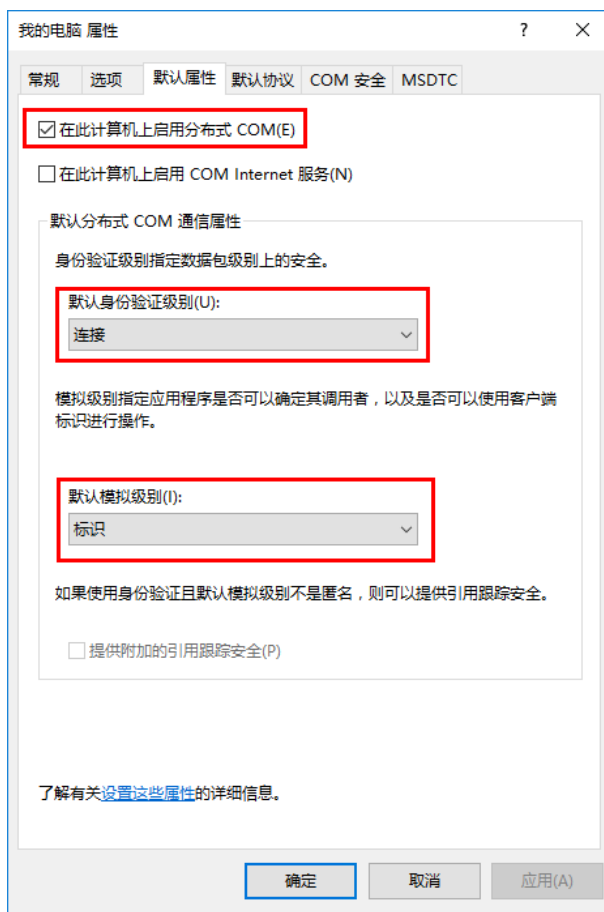 我的电脑 属性
?
常规 选项 默认属性 默认协议 COM 安全 MSDTC
在此计算机上启用分布式 COM(E)
在此计算机上启用 COM Internet 服务(N)
默认分布式 COM 通信属性
身份验证级别指定数据包级别上的安全。
默认身份验证级别(U):
连接
模拟级别指定应用程序是否可以确定其调用者，以及是否可以使用客户端
标识进行操作。
默认模拟级别(I):
标识
如果使用身份验证且默认模拟级别不是匿名，则可以提供引用跟踪安全。
提供附加的引用跟踪安全(P)
了解有关设置这些属性的详细信息。
确定 取消 应用(A)